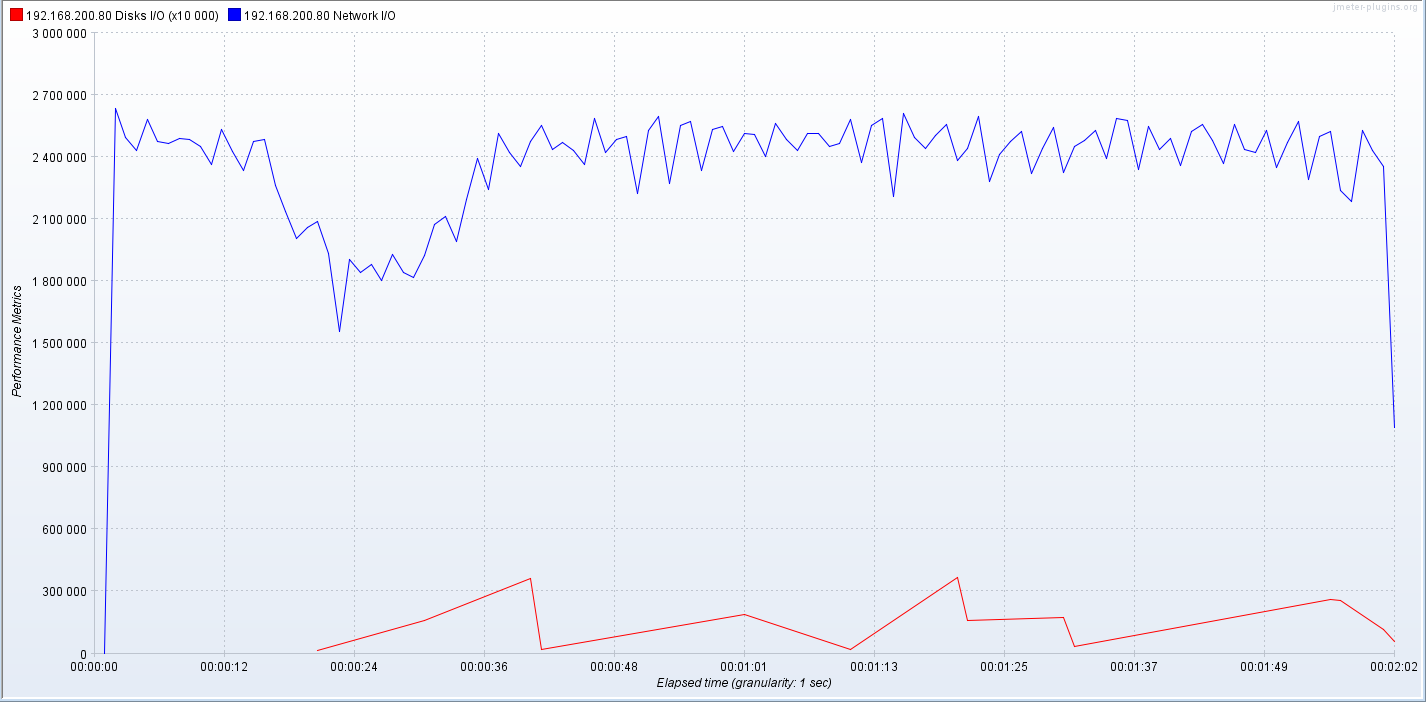 jmeter-plugins.org
192.168.200.80 Disks I/O (x10 000) 192.168.200.80 Network I/O
3 000 000
2 700 000
2 400 000
2 100 000
1 800 000
1 500 000
1 200 000
900 000
600 000
300 000
0
Performance Metrics
00:00:00 00:00:12 00:00:24 00:00:36 00:00:48 00:01:01 00:01:13 00:01:25 00:01:37 00:01:49 00:02:02
Elapsed time (granularity: 1 sec)